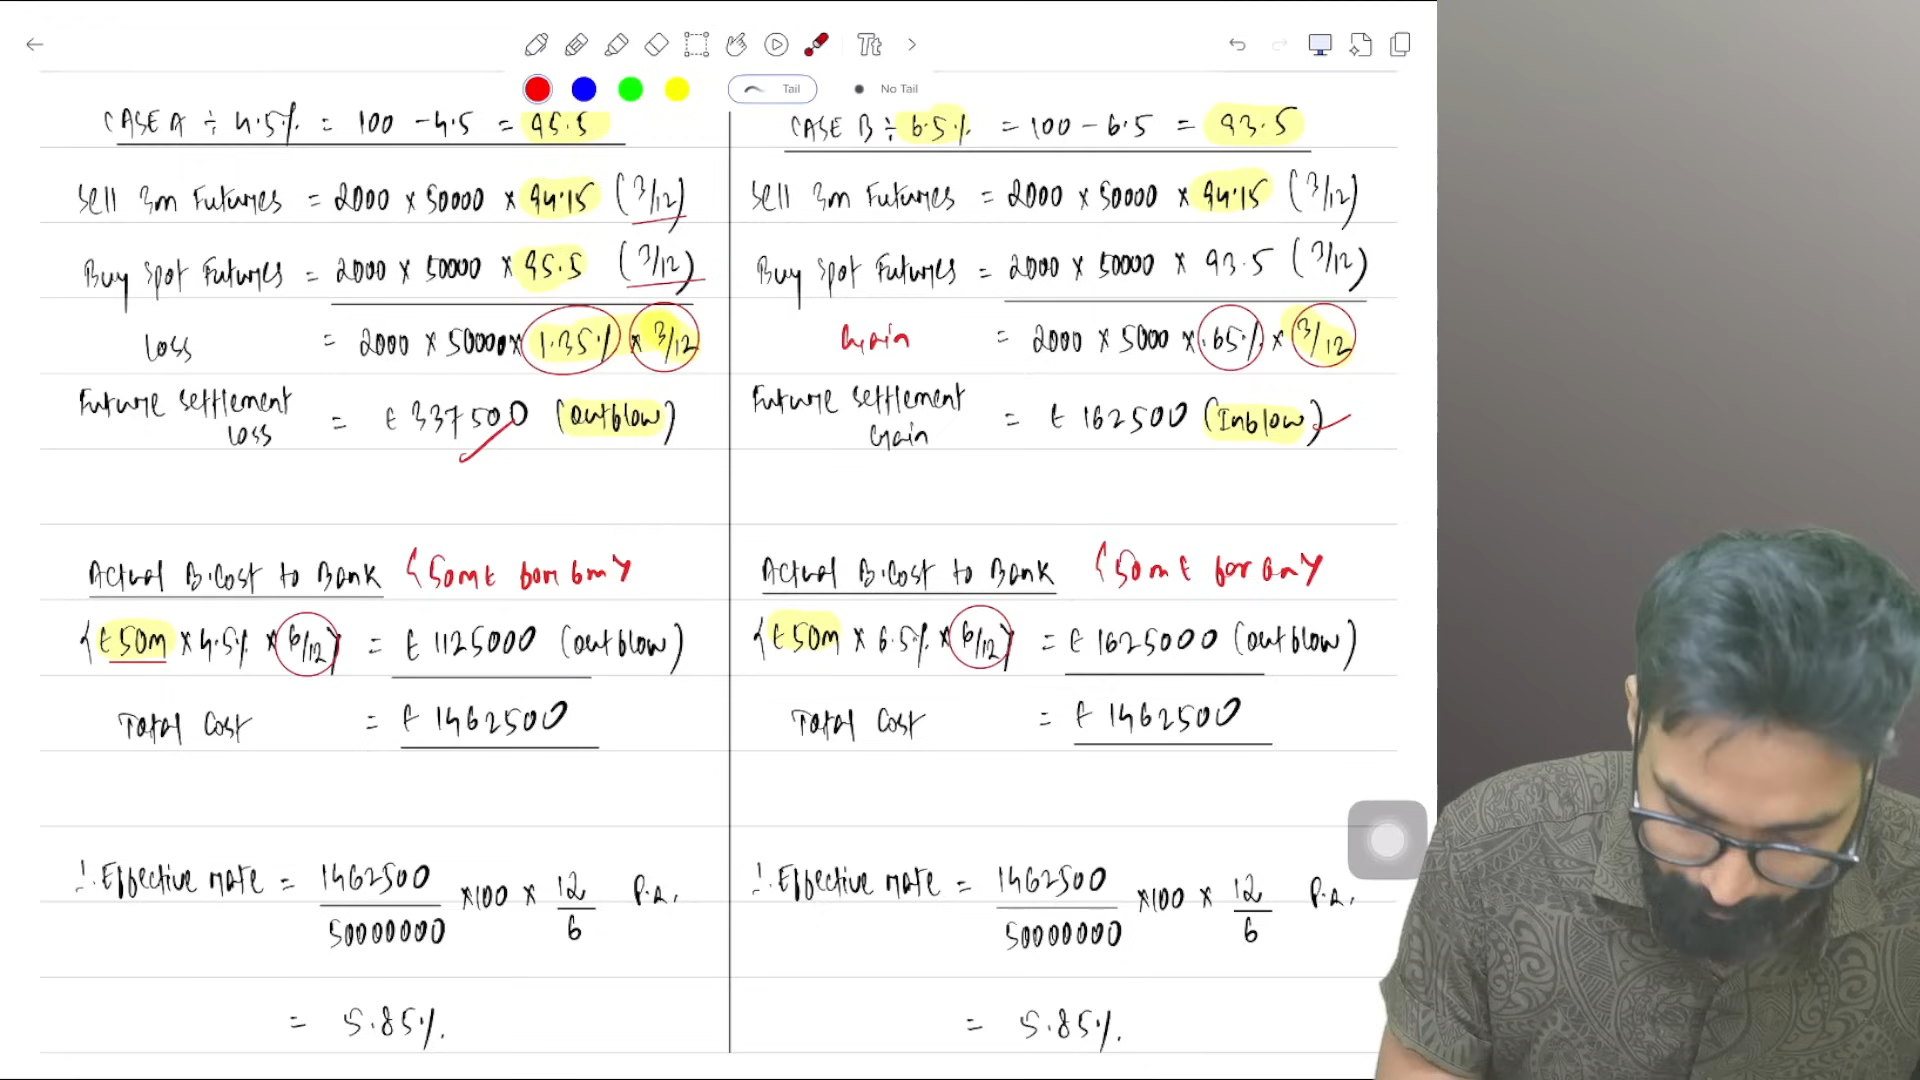 Tt
Tail
No Tail
CASE A ÷ 4.5% = 100 - 4.5 = 95.5
Sell 3m Futures = 2000 × 50000 × 94.15 (3/12)
Buy Spot Futures = 2000 × 50000 × 95.5 (3/12)
Loss = 2000 × 50000 × 1.35% × 3/12
Future Settlement Loss = £ 337500 (Outflow)
Actual B.Cost to Bank {50m £ for 6m}
{£50m × 4.5% × 6/12} = £ 1125000 (outflow)
Total Cost = £ 1462500
∴ Effective rate = 1462500/50000000 ×100 × 12/6 P.A.
= 5.85%.
CASE B ÷ 6.5% = 100 - 6.5 = 93.5
Sell 3m Futures = 2000 × 50000 × 94.15 (3/12)
Buy Spot Futures = 2000 × 50000 × 93.5 (3/12)
Gain = 2000 × 5000 × .65% × 3/12
Future Settlement Gain = £ 162500 (Inflow)
Actual B.Cost to Bank {50m £ for 6m}
{£50m × 6.5% × 6/12} = £ 1625000 (outflow)
Total Cost = £ 1462500
∴ Effective rate = 1462500/50000000 ×100 × 12/6 P.A.
= 5.85%.